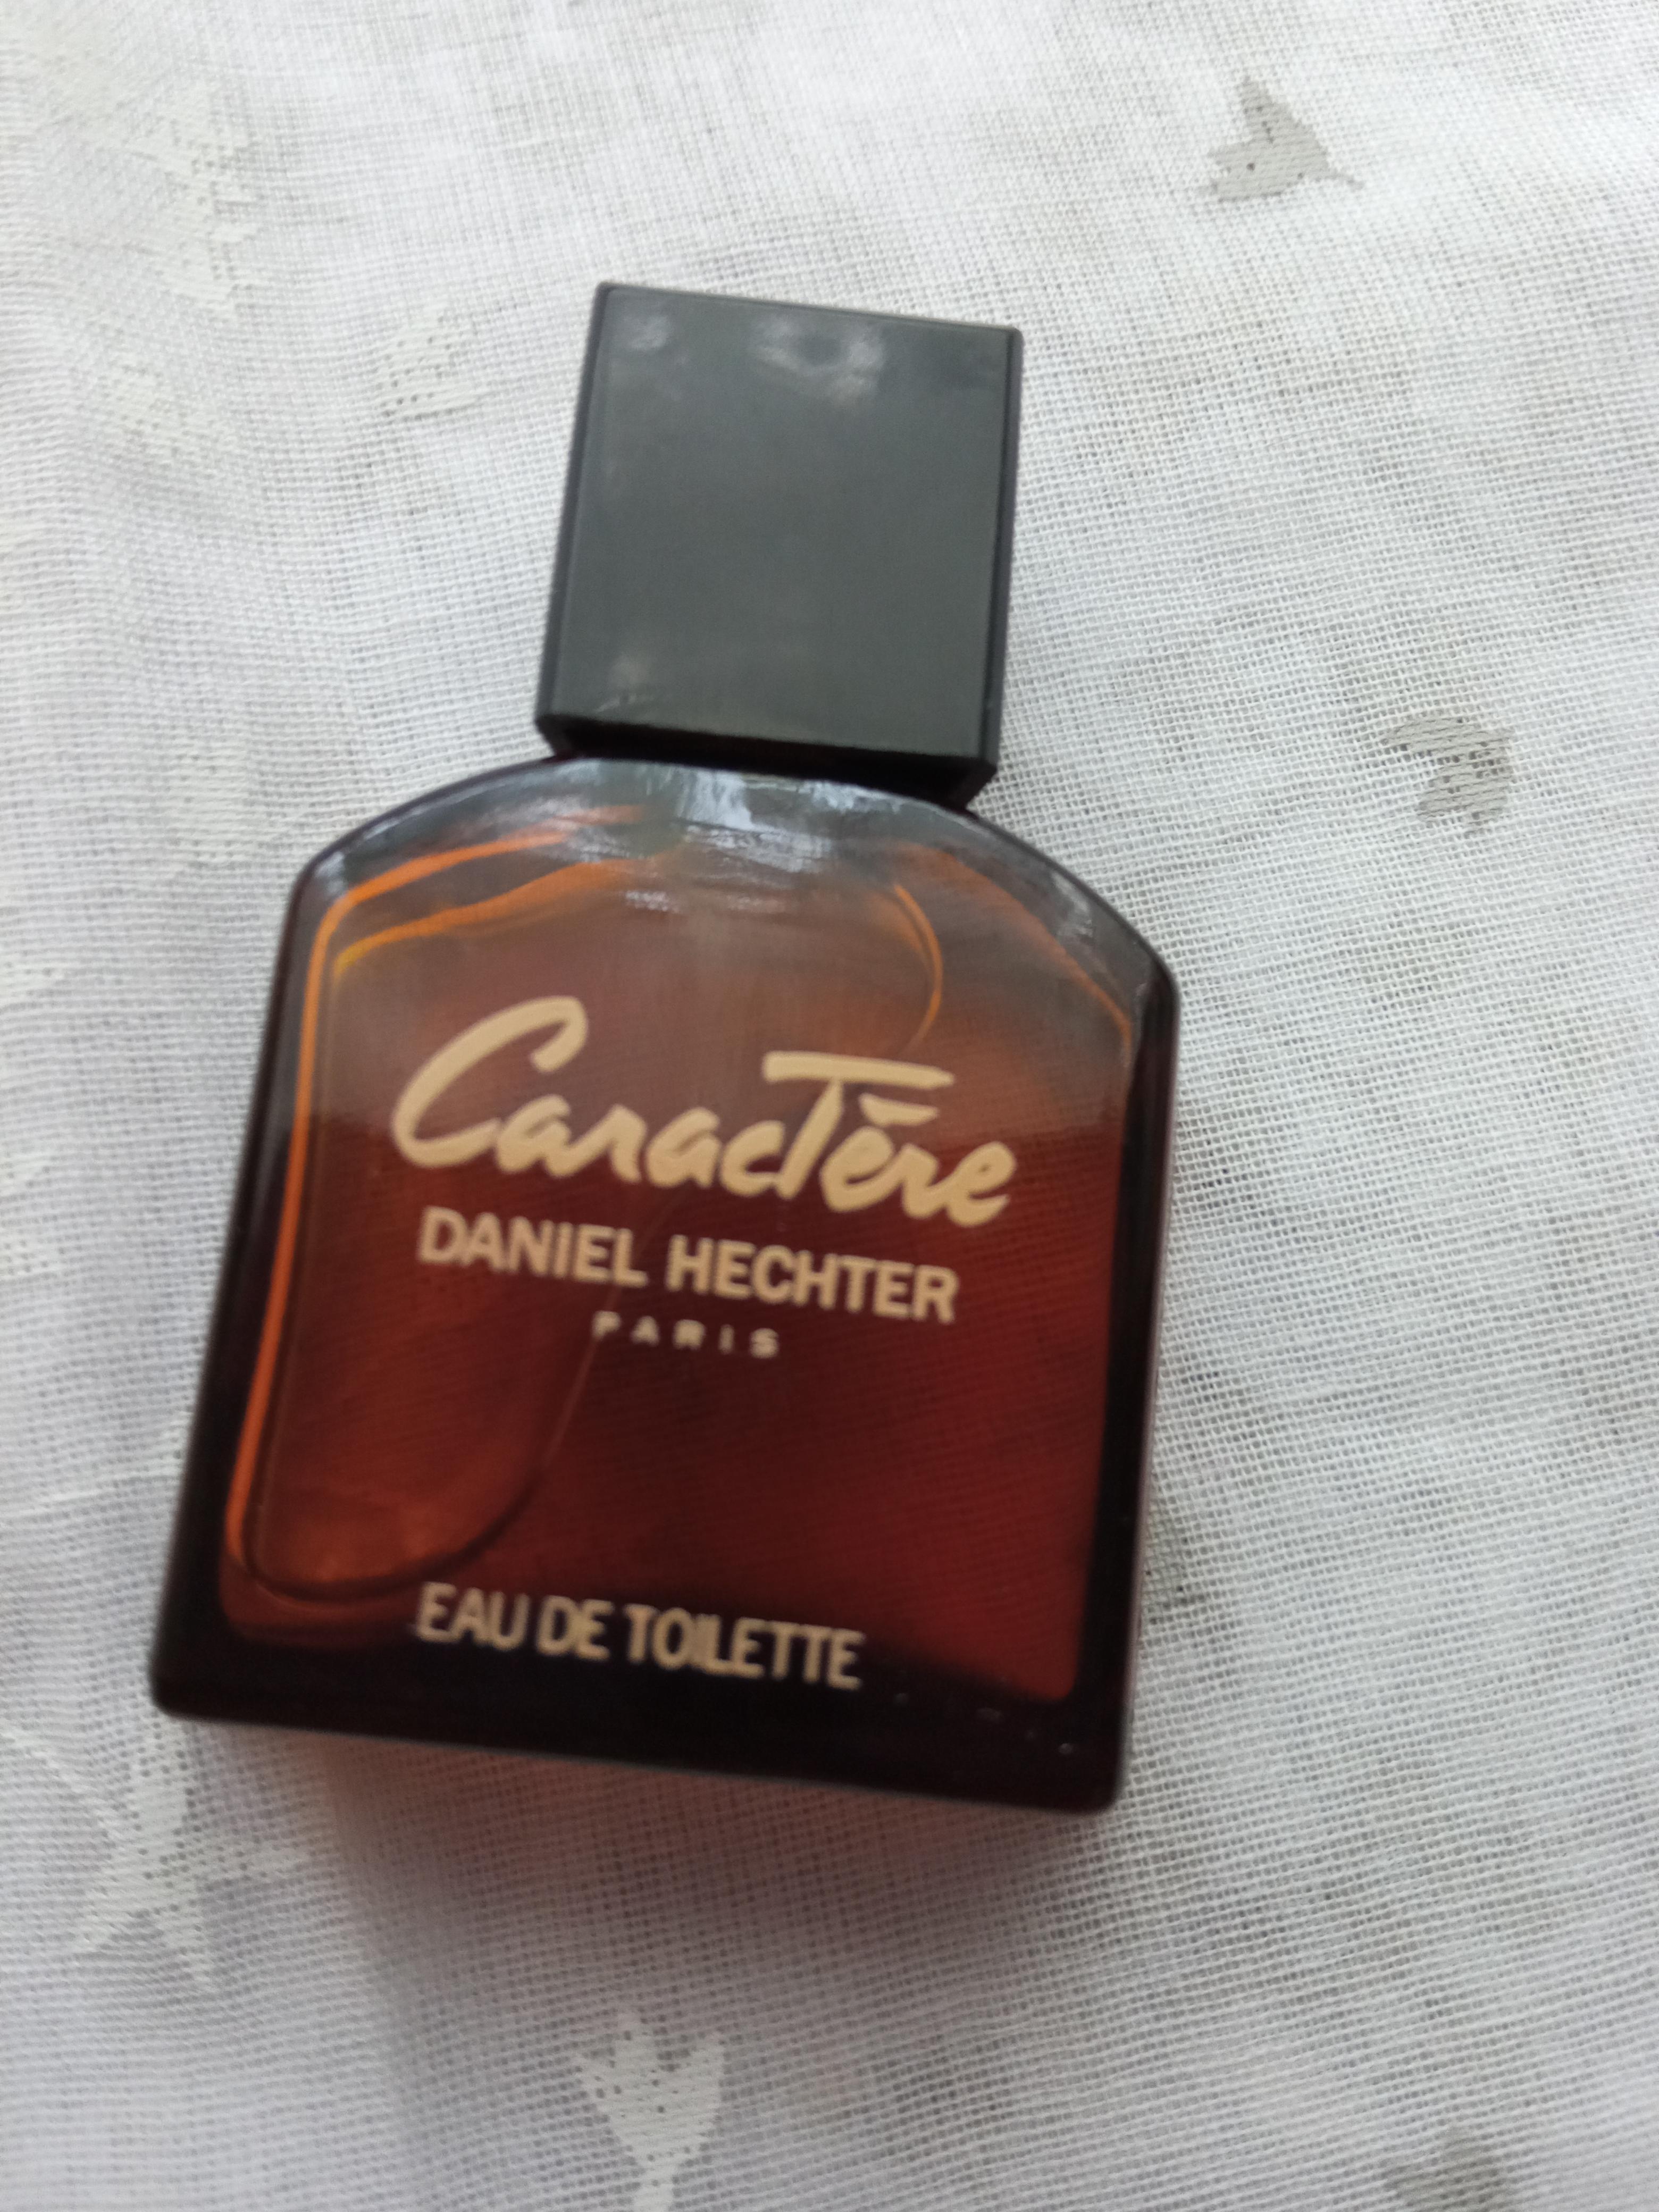 Caractère
DANIEL HECHTER
PARIS
EAU DE TOILETTE